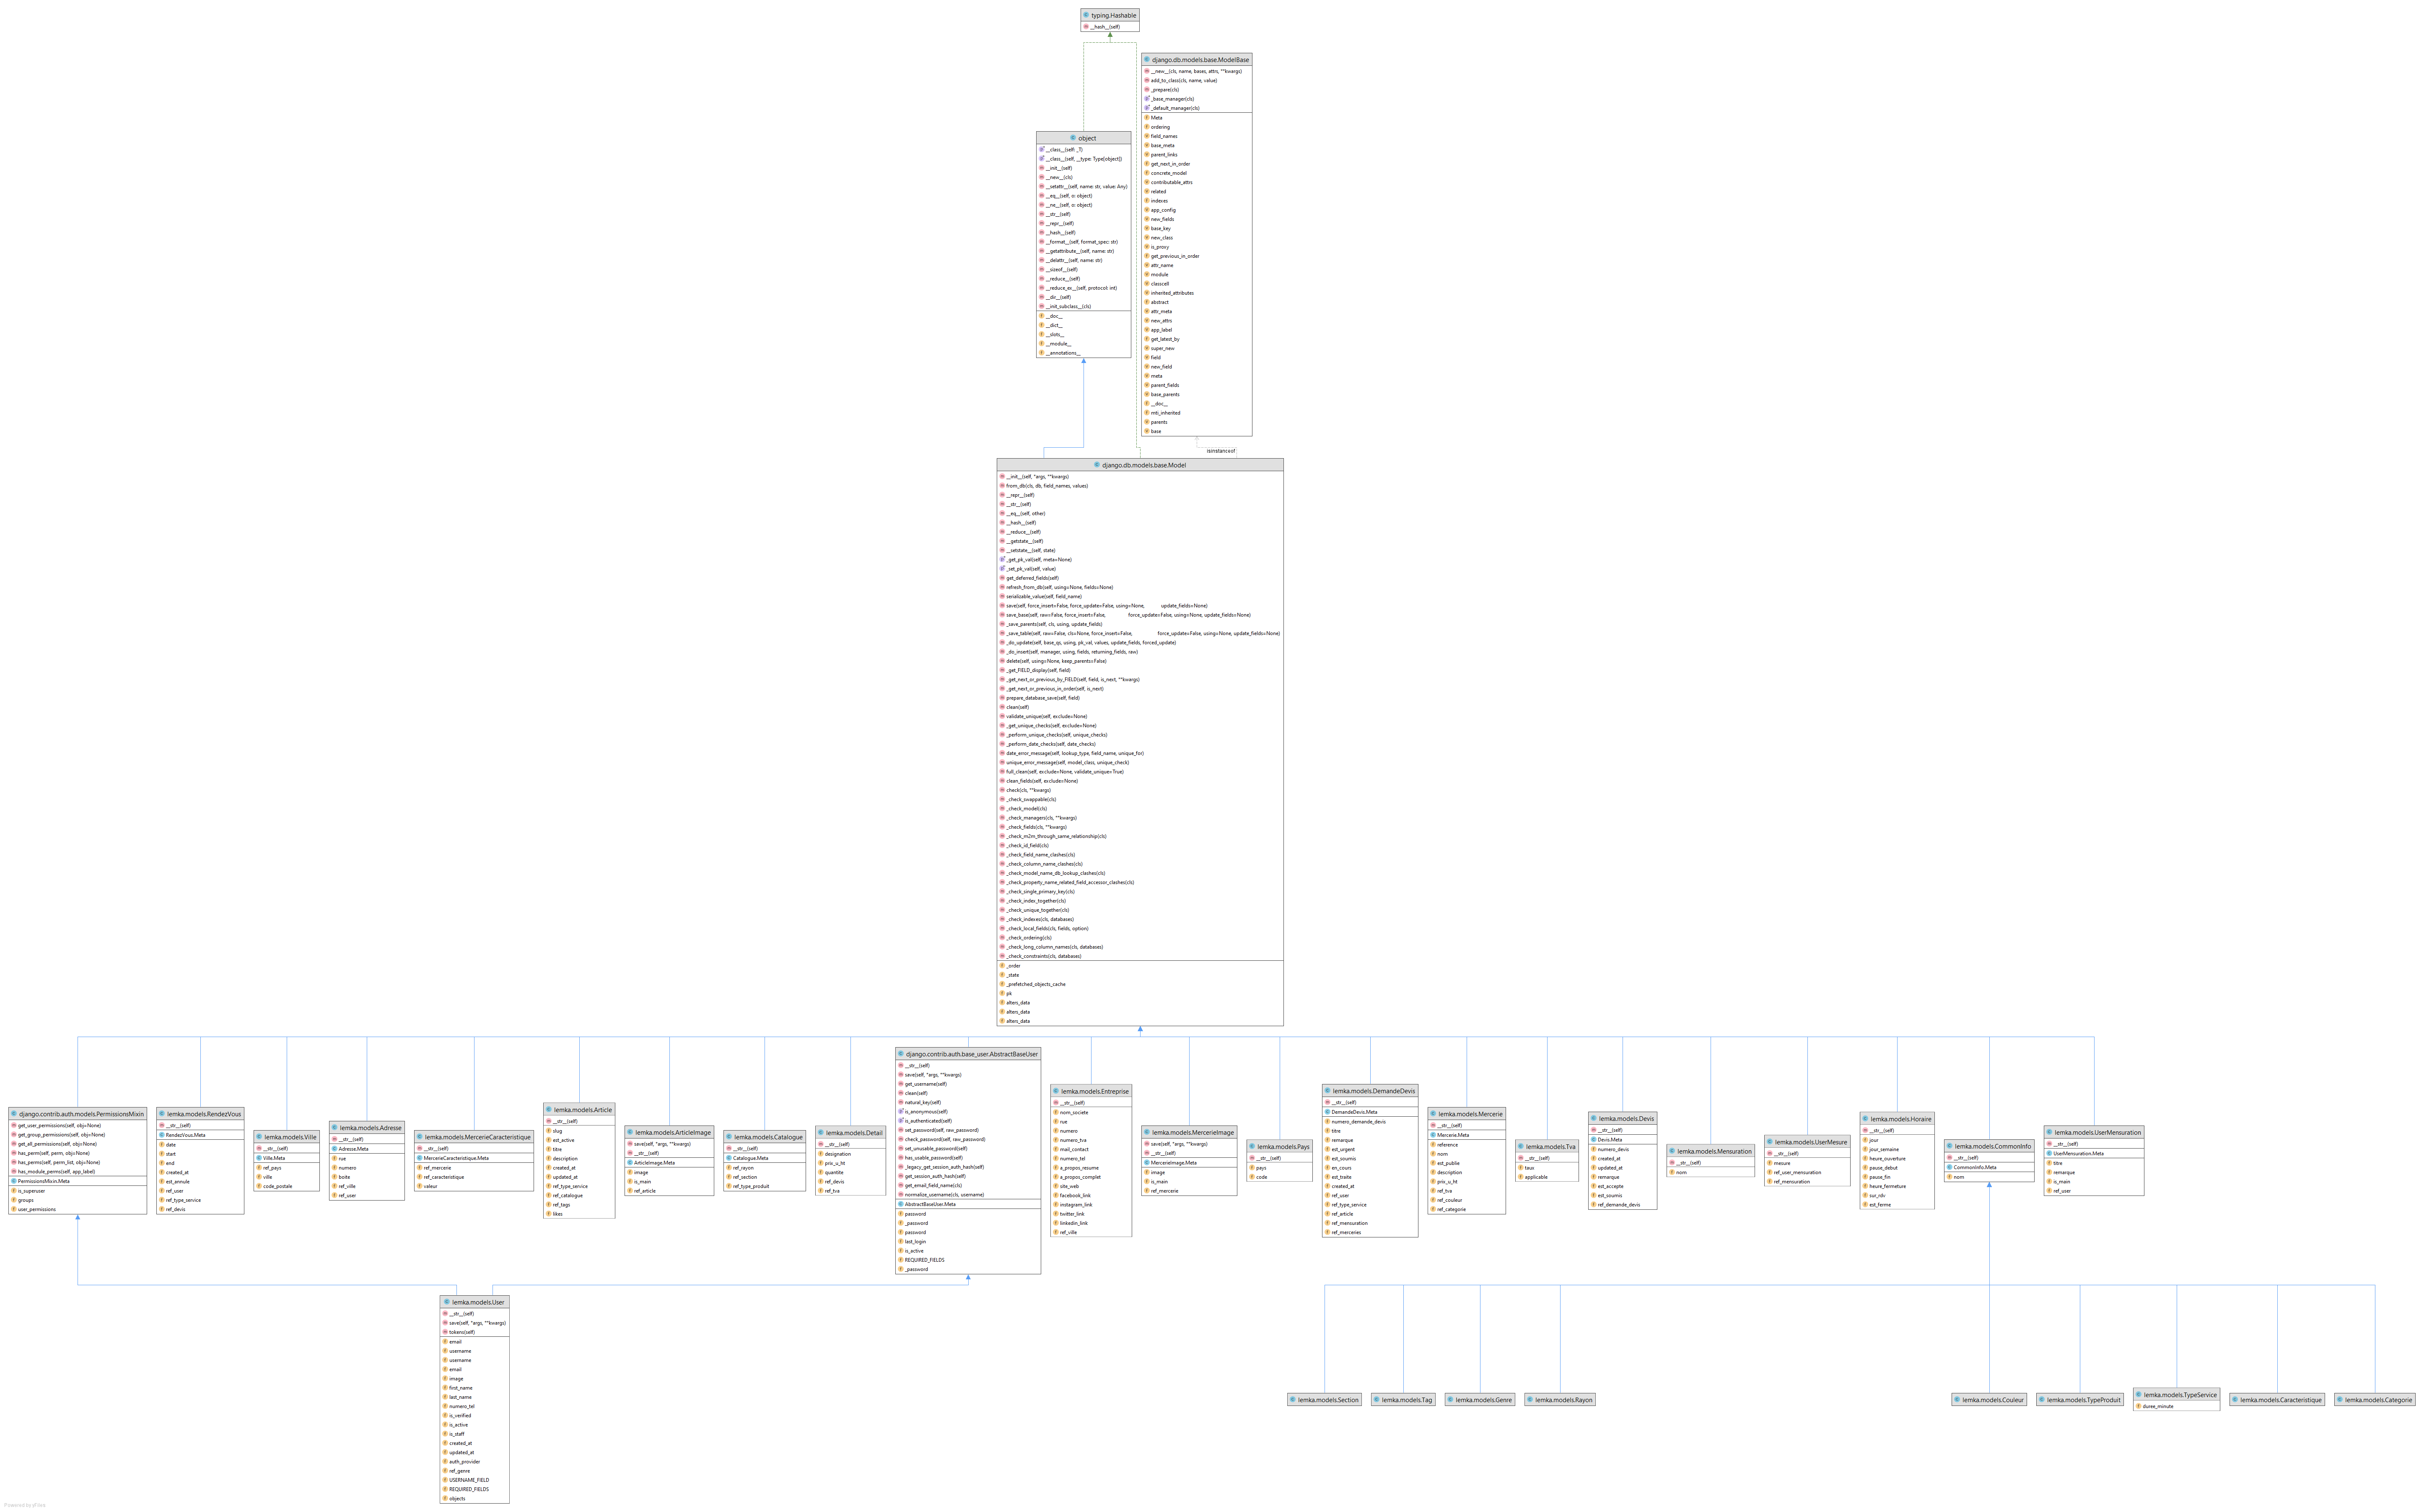 typing.Hashable
__hash__(self)
django.db.models.base.ModelBase
__new__(cls, name, bases, attrs, **kwargs)
add_to_class(cls, name, value)
_prepare(cls)
_base_manager(cls)
_default_manager(cls)
Meta
ordering
field_names
base_meta
parent_links
get_next_in_order
concrete_model
contributable_attrs
related
indexes
app_config
new_fields
base_key
new_class
is_proxy
get_previous_in_order
attr_name
module
classcell
inherited_attributes
abstract
attr_meta
new_attrs
app_label
get_latest_by
super_new
field
new_field
meta
parent_fields
base_parents
__doc__
mti_inherited
parents
base
object
__class__(self: _T)
__class__(self, __type: Type[object])
__init__(self)
__new__(cls)
__setattr__(self, name: str, value: Any)
__eq__(self, o: object)
__ne__(self, o: object)
__str__(self)
__repr__(self)
__hash__(self)
__format__(self, format_spec: str)
__getattribute__(self, name: str)
__delattr__(self, name: str)
__sizeof__(self)
__reduce__(self)
__reduce_ex__(self, protocol: int)
__dir__(self)
__init_subclass__(cls)
__doc__
__dict__
__slots__
__module__
__annotations__
isinstanceof
django.db.models.base.Model
__init__(self, *args, **kwargs)
from_db(cls, db, field_names, values)
__repr__(self)
__str__(self)
__eq__(self, other)
__hash__(self)
__reduce__(self)
__getstate__(self)
__setstate__(self, state)
_get_pk_val(self, meta=None)
_set_pk_val(self, value)
get_deferred_fields(self)
refresh_from_db(self, using=None, fields=None)
serializable_value(self, field_name)
save(self, force_insert=False, force_update=False, using=None, update_fields=None)
save_base(self, raw=False, force_insert=False, force_update=False, using=None, update_fields=None)
_save_parents(self, cls, using, update_fields)
_save_table(self, raw=False, cls=None, force_insert=False, force_update=False, using=None, update_fields=None)
_do_update(self, base_qs, using, pk_val, values, update_fields, forced_update)
_do_insert(self, manager, using, fields, returning_fields, raw)
delete(self, using=None, keep_parents=False)
_get_FIELD_display(self, field)
_get_next_or_previous_by_FIELD(self, field, is_next, **kwargs)
_get_next_or_previous_in_order(self, is_next)
prepare_database_save(self, field)
clean(self)
validate_unique(self, exclude=None)
_get_unique_checks(self, exclude=None)
_perform_unique_checks(self, unique_checks)
_perform_date_checks(self, date_checks)
date_error_message(self, lookup_type, field_name, unique_for)
unique_error_message(self, model_class, unique_check)
full_clean(self, exclude=None, validate_unique=True)
clean_fields(self, exclude=None)
check(cls, **kwargs)
_check_swappable(cls)
_check_model(cls)
_check_managers(cls, **kwargs)
_check_fields(cls, **kwargs)
_check_m2m_through_same_relationship(cls)
_check_id_field(cls)
_check_field_name_clashes(cls)
_check_column_name_clashes(cls)
_check_model_name_db_lookup_clashes(cls)
_check_property_name_related_field_accessor_clashes(cls)
_check_single_primary_key(cls)
_check_index_together(cls)
_check_unique_together(cls)
_check_indexes(cls, databases)
_check_local_fields(cls, fields, option)
_check_ordering(cls)
_check_long_column_names(cls, databases)
_check_constraints(cls, databases)
_order
_state
_prefetched_objects_cache
pk
alters_data
alters_data
alters_data
django.contrib.auth.models.PermissionsMixin
get_user_permissions(self, obj=None)
get_group_permissions(self, obj=None)
get_all_permissions(self, obj=None)
has_perm(self, perm, obj=None)
has_perms(self, perm_list, obj=None)
has_module_perms(self, app_label)
PermissionsMixin.Meta
is_superuser
groups
user_permissions
lemka.models.RendezVous
__str__(self)
RendezVous.Meta
date
start
end
created_at
est_annule
ref_user
ref_type_service
ref_devis
lemka.models.Ville
__str__(self)
Ville.Meta
ref_pays
ville
code_postale
lemka.models.Adresse
__str__(self)
Adresse.Meta
rue
numero
boite
ref_ville
ref_user
lemka.models.MercerieCaracteristique
__str__(self)
MercerieCaracteristique.Meta
ref_mercerie
ref_caracteristique
valeur
lemka.models.Article
__str__(self)
slug
est_active
titre
description
created_at
updated_at
ref_type_service
ref_catalogue
ref_tags
likes
lemka.models.ArticleImage
save(self, *args, **kwargs)
__str__(self)
ArticleImage.Meta
image
is_main
ref_article
lemka.models.Catalogue
__str__(self)
Catalogue.Meta
ref_rayon
ref_section
ref_type_produit
lemka.models.Detail
__str__(self)
designation
prix_u_ht
quantite
ref_devis
ref_tva
django.contrib.auth.base_user.AbstractBaseUser
__str__(self)
save(self, *args, **kwargs)
get_username(self)
clean(self)
natural_key(self)
is_anonymous(self)
is_authenticated(self)
set_password(self, raw_password)
check_password(self, raw_password)
set_unusable_password(self)
has_usable_password(self)
_legacy_get_session_auth_hash(self)
get_session_auth_hash(self)
get_email_field_name(cls)
normalize_username(cls, username)
AbstractBaseUser.Meta
password
_password
password
last_login
is_active
REQUIRED_FIELDS
_password
lemka.models.Entreprise
__str__(self)
nom_societe
rue
numero
numero_tva
mail_contact
numero_tel
a_propos_resume
a_propos_complet
site_web
facebook_link
instagram_link
twitter_link
linkedin_link
ref_ville
lemka.models.MercerieImage
save(self, *args, **kwargs)
__str__(self)
MercerieImage.Meta
image
is_main
ref_mercerie
lemka.models.Pays
__str__(self)
pays
code
lemka.models.DemandeDevis
__str__(self)
DemandeDevis.Meta
numero_demande_devis
titre
remarque
est_urgent
est_soumis
en_cours
est_traite
created_at
ref_user
ref_type_service
ref_article
ref_mensuration
ref_merceries
lemka.models.Mercerie
__str__(self)
Mercerie.Meta
reference
nom
est_publie
description
prix_u_ht
ref_tva
ref_couleur
ref_categorie
lemka.models.Tva
__str__(self)
taux
applicable
lemka.models.Devis
__str__(self)
Devis.Meta
numero_devis
created_at
updated_at
remarque
est_accepte
est_soumis
ref_demande_devis
lemka.models.Mensuration
__str__(self)
nom
lemka.models.UserMesure
__str__(self)
mesure
ref_user_mensuration
ref_mensuration
lemka.models.Horaire
__str__(self)
jour
jour_semaine
heure_ouverture
pause_debut
pause_fin
heure_fermeture
sur_rdv
est_ferme
lemka.models.CommonInfo
__str__(self)
CommonInfo.Meta
nom
lemka.models.UserMensuration
__str__(self)
UserMensuration.Meta
titre
remarque
is_main
ref_user
lemka.models.User
__str__(self)
save(self, *args, **kwargs)
tokens(self)
email
username
username
email
image
first_name
last_name
numero_tel
is_verified
is_active
is_staff
created_at
updated_at
auth_provider
ref_genre
USERNAME_FIELD
REQUIRED_FIELDS
objects
lemka.models.Section
lemka.models.Tag
lemka.models.Genre
lemka.models.Rayon
lemka.models.Couleur
lemka.models.TypeProduit
lemka.models.TypeService
duree_minute
lemka.models.Caracteristique
lemka.models.Categorie
Powered by yFiles